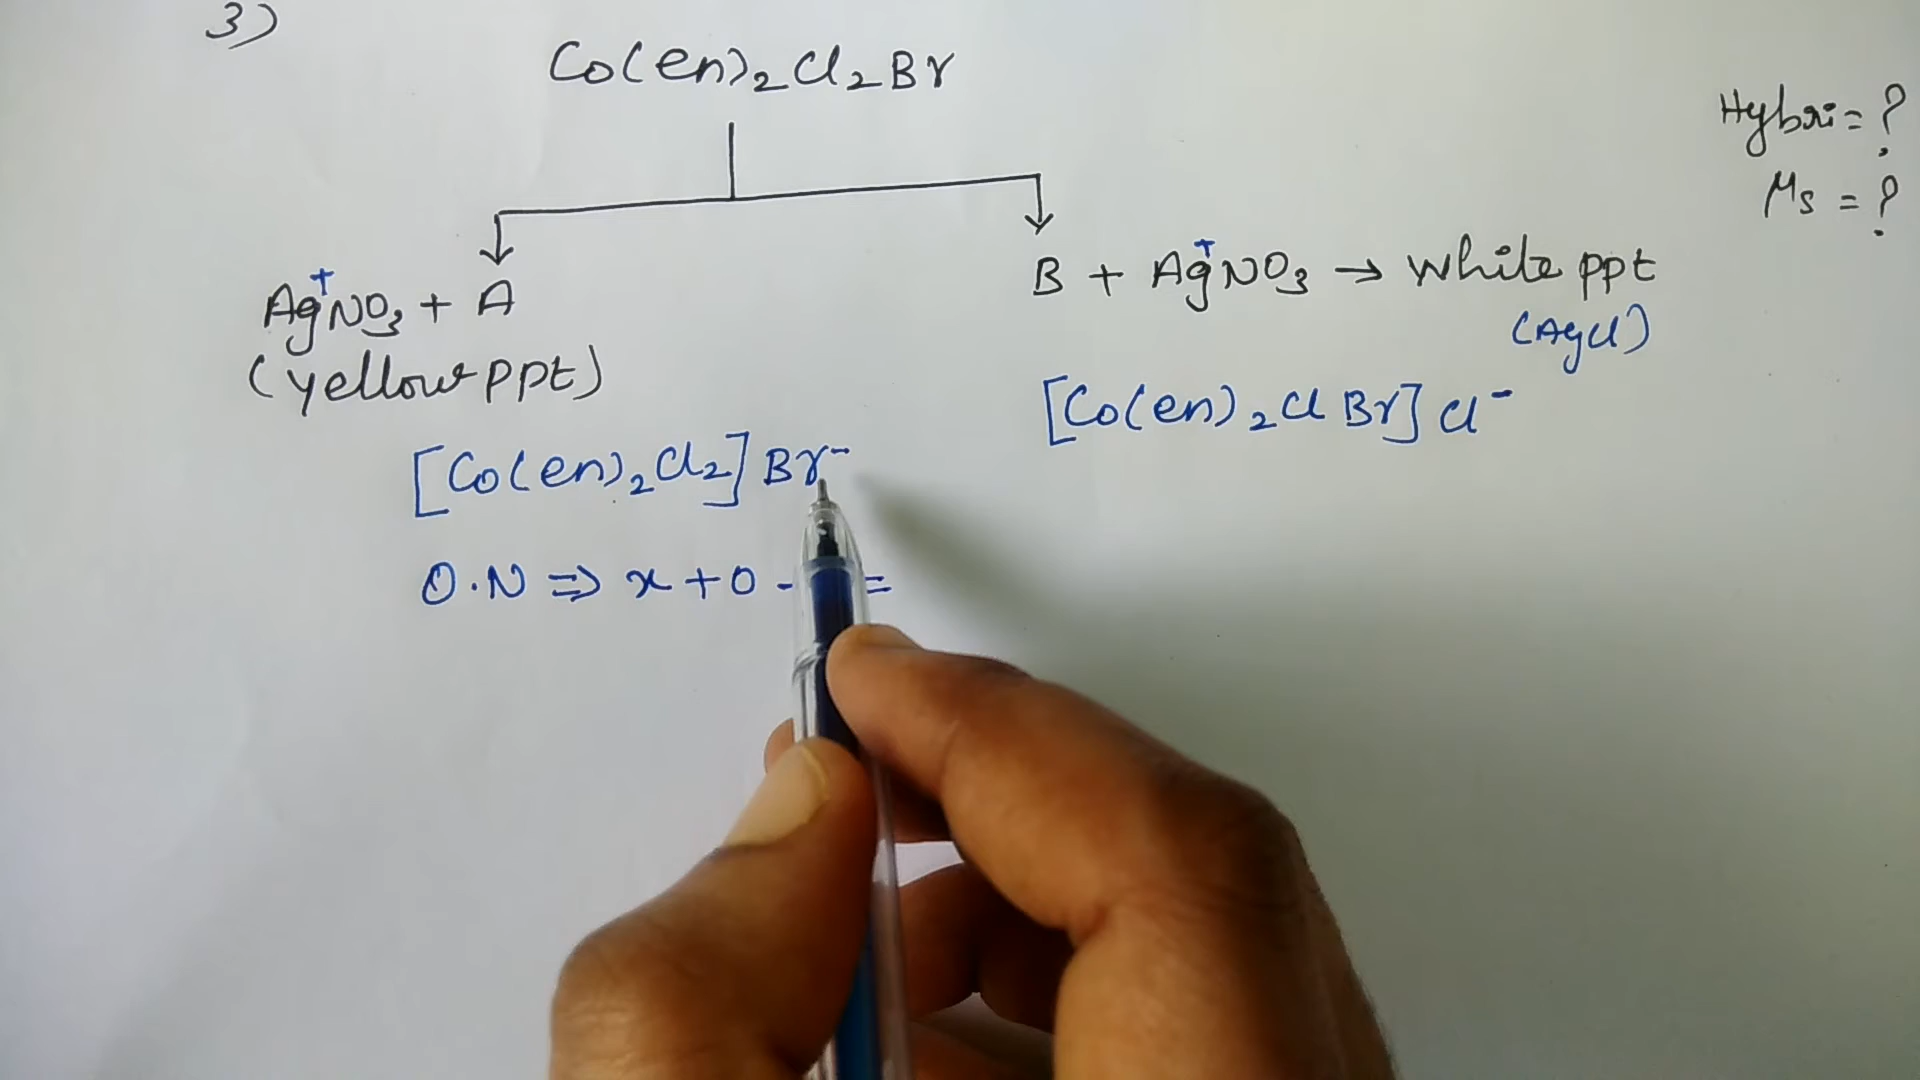 3)
Co(en)₂Cl₂Br
Hybri = ?
μs = ?
Ag⁺NO₃ + A
(Yellow ppt)
B + Ag⁺NO₃ → White ppt
(AgCl)
[Co(en)₂Cl Br] Cl⁻
[Co(en)₂Cl₂] Br⁻
O.N ⇒ x + 0 - =